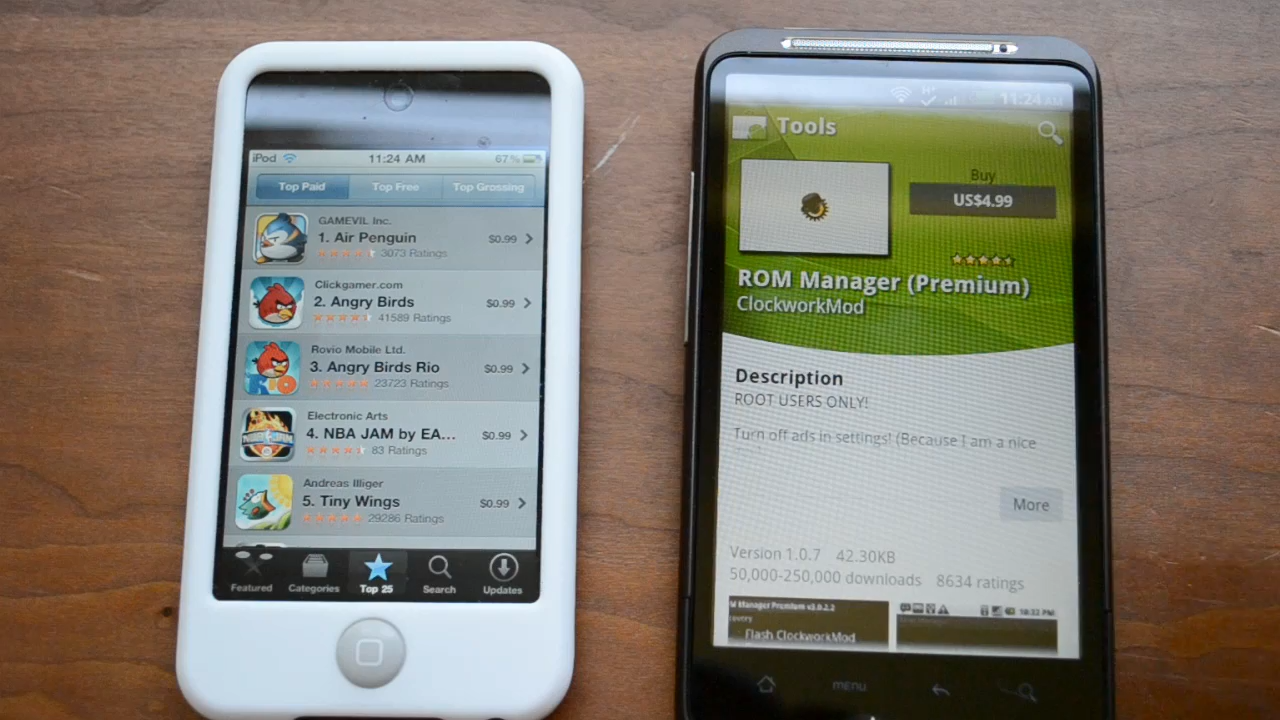 iPod 11:24 AM 67%
Top Paid Top Free Top Grossing
GAMEVIL Inc.
1. Air Penguin $0.99
3073 Ratings
Clickgamer.com
2. Angry Birds $0.99
41589 Ratings
Rovio Mobile Ltd.
3. Angry Birds Rio $0.99
23723 Ratings
Electronic Arts
4. NBA JAM by EA... $0.99
83 Ratings
Andreas Illiger
5. Tiny Wings $0.99
29286 Ratings
Featured Categories Top 25 Search Updates
11:24 AM
Tools
Buy
US$4.99
ROM Manager (Premium)
ClockworkMod
Description
ROOT USERS ONLY!
Turn off ads in settings! (Because I am a nice
More
Version 1.0.7 42.30KB
50,000-250,000 downloads 8634 ratings
M Manager Premium v3.0.2.2
10:32 PM
Flash ClockworkMod
MENU